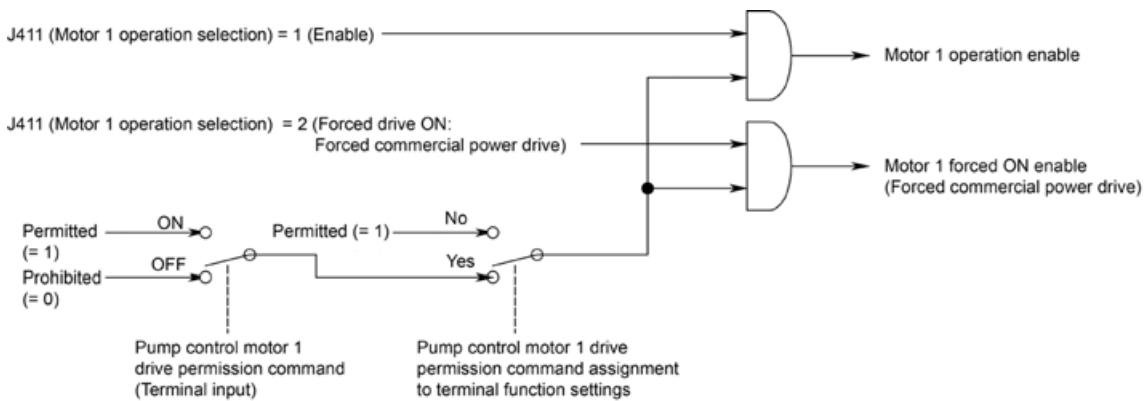 J411 (Motor 1 operation selection) = 1 (Enable)
Motor 1 operation enable
J411 (Motor 1 operation selection) = 2 (Forced drive ON:
Forced commercial power drive)
Motor 1 forced ON enable
(Forced commercial power drive)
Permitted
(= 1)
ON
Permitted (= 1)
No
Prohibited
(= 0)
OFF
Yes
Pump control motor 1
drive permission command
(Terminal input)
Pump control motor 1 drive
permission command assignment
to terminal function settings